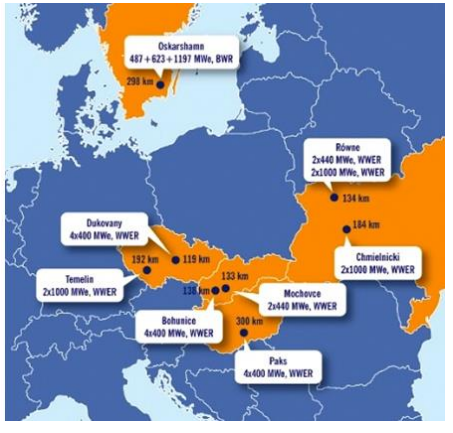 Oskarshamn
487+623+1197 MWe, BWR
298 km
Równe
2x440 MWe, WWER
2x1000 MWe, WWER
134 km
184 km
Chmielnicki
2x1000 MWe, WWER
Dukovany
4x400 MWe, WWER
192 km
119 km
Temelin
2x1000 MWe, WWER
133 km
138 km
Mochovce
2x440 MWe, WWER
Bohunice
4x400 MWe, WWER
300 km
Paks
4x400 MWe, WWER